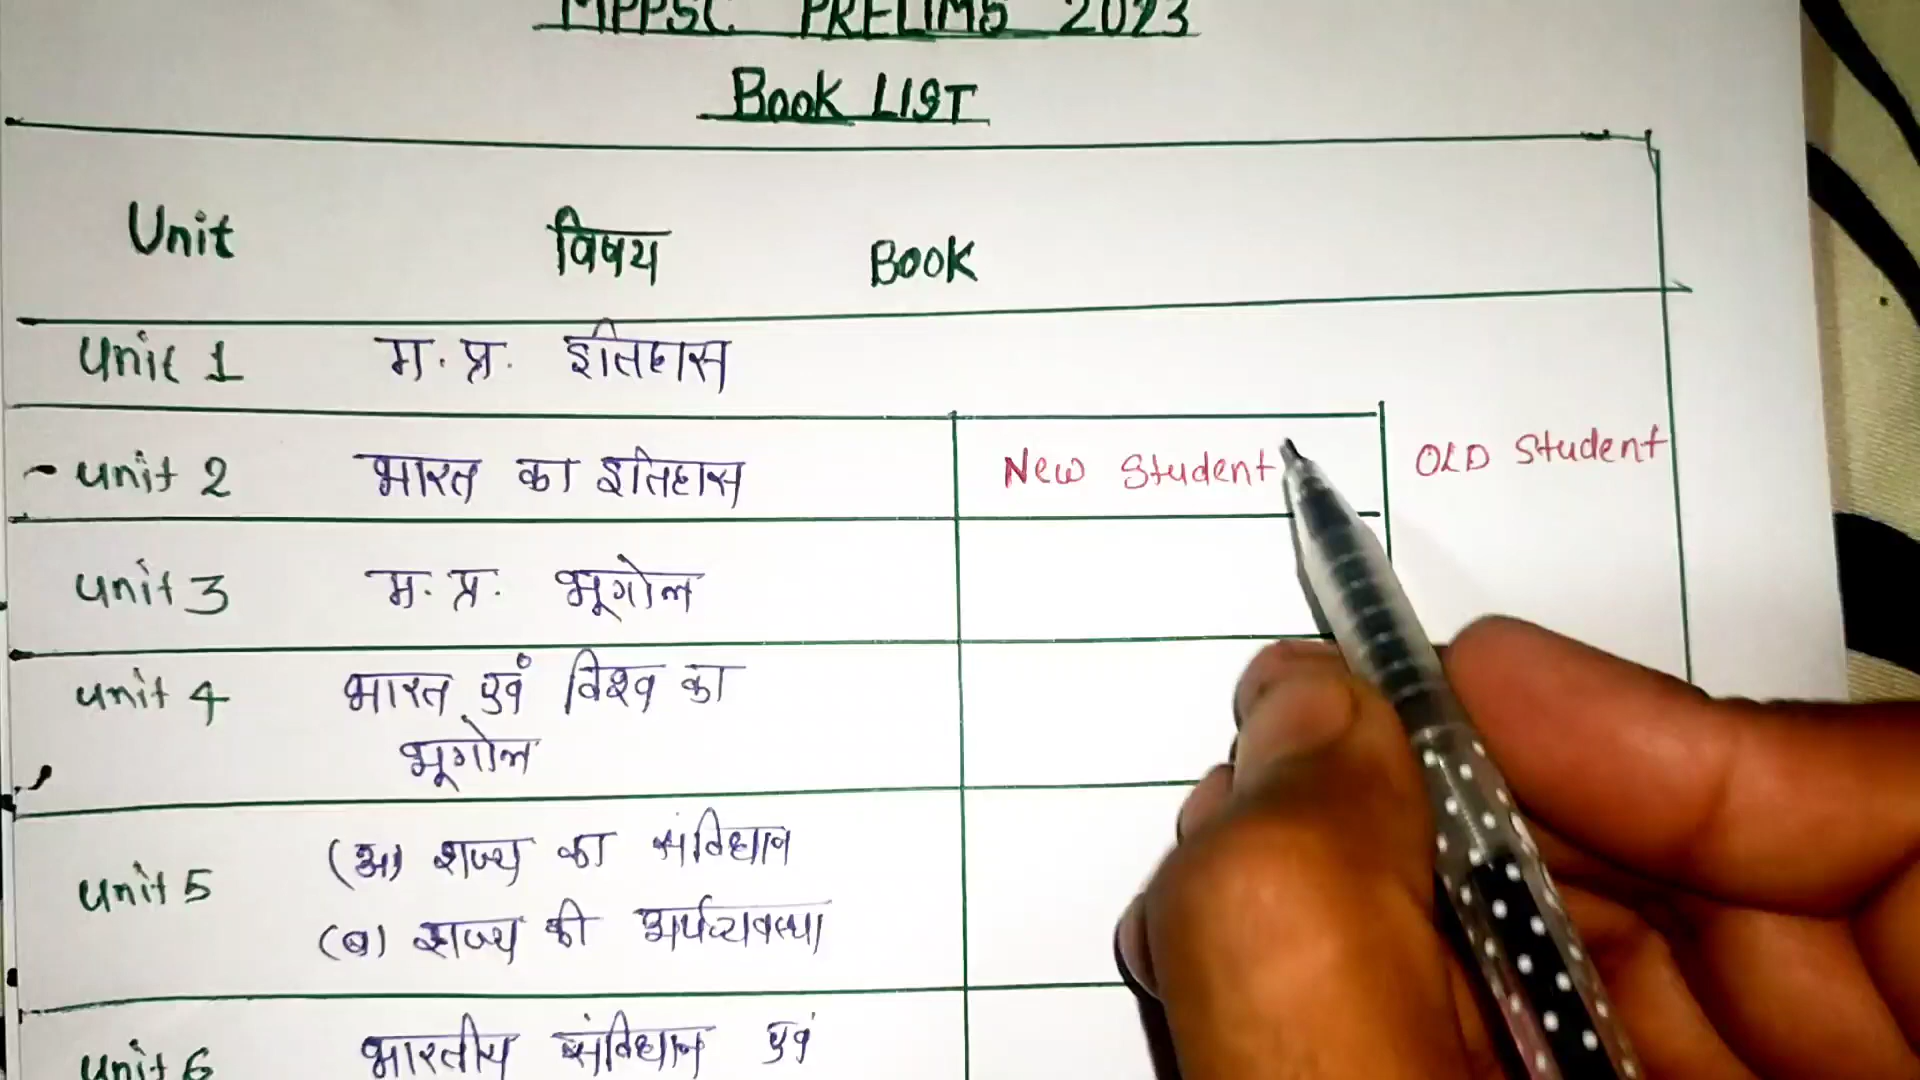 MPPSC PRELIMS 2023
Book LIST
Unit विषय Book
Unit 1 म. प्र. इतिहास
unit 2 भारत का इतिहास New Student OLD Student
unit 3 म. प्र. भूगोल
unit 4 भारत एवं विश्व का
भूगोल
unit 5 (अ) राज्य का संविधान
(ब) राज्य की अर्थव्यवस्था
unit 6 भारतीय संविधान एवं